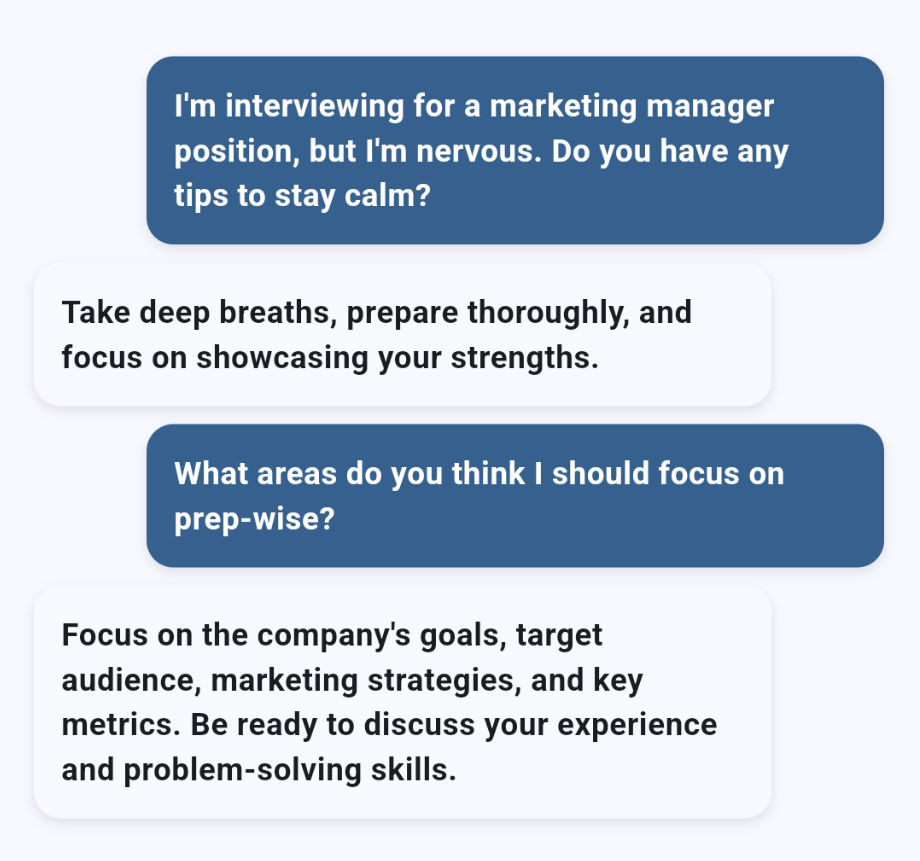 I'm interviewing for a marketing manager
position, but I'm nervous. Do you have any
tips to stay calm?
Take deep breaths, prepare thoroughly, and
focus on showcasing your strengths.
What areas do you think I should focus on
prep-wise?
Focus on the company's goals, target
audience, marketing strategies, and key
metrics. Be ready to discuss your experience
and problem-solving skills.